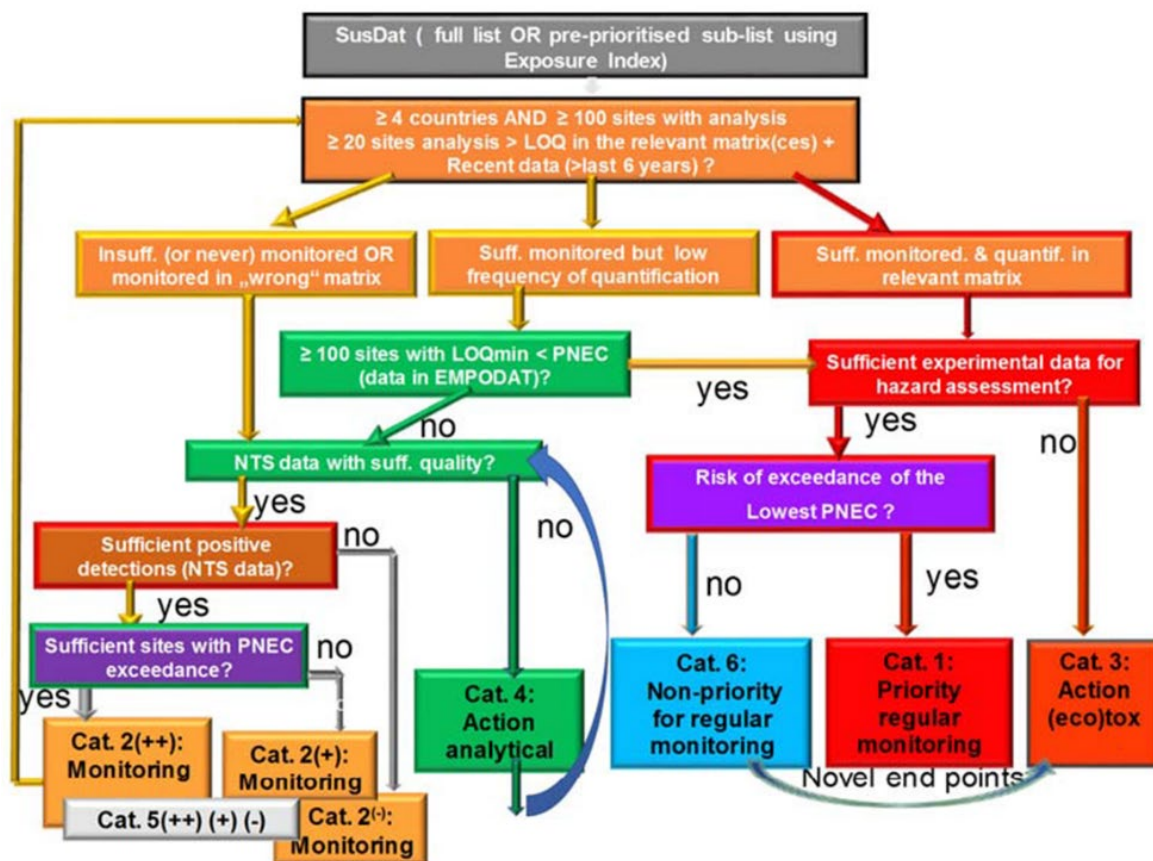 SusDat ( full list OR pre-prioritised sub-list using
Exposure Index)
≥ 4 countries AND ≥ 100 sites with analysis
≥ 20 sites analysis > LOQ in the relevant matrix(ces) +
Recent data (>last 6 years) ?
Insuff. (or never) monitored OR
monitored in „wrong“ matrix
Suff. monitored but low
frequency of quantification
Suff. monitored. & quantif. in
relevant matrix
≥ 100 sites with LOQmin < PNEC
(data in EMPODAT)?
yes
Sufficient experimental data for
hazard assessment?
no
yes
no
NTS data with suff. quality?
Risk of exceedance of the
Lowest PNEC ?
yes
no
Sufficient positive
detections (NTS data)?
no
no
yes
yes
Sufficient sites with PNEC
exceedance?
no
yes
Cat. 2(++):
Monitoring
Cat. 2(+):
Monitoring
Cat. 2(-):
Monitoring
Cat. 5(++) (+) (-)
Cat. 4:
Action
analytical
Cat. 6:
Non-priority
for regular
monitoring
Cat. 1:
Priority
regular
monitoring
Cat. 3:
Action
(eco)tox
Novel end points